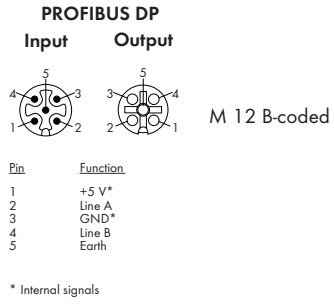 PROFIBUS DP
Input Output
5 5
4 3 3 4
1 2 2 1
M 12 B-coded
Pin Function
1 +5 V*
2 Line A
3 GND*
4 Line B
5 Earth
* Internal signals